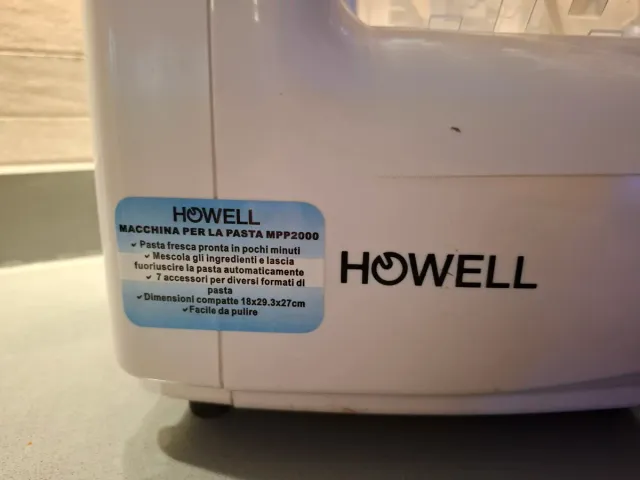 HOWELL
MACCHINA PER LA PASTA MPP2000
✓ Pasta fresca pronta in pochi minuti
✓ Mescola gli ingredienti e lascia
fuoriuscire la pasta automaticamente
✓ 7 accessori per diversi formati di
pasta
✓Dimensioni compatte 18x29.3x27cm
✓Facile da pulire
HOWELL